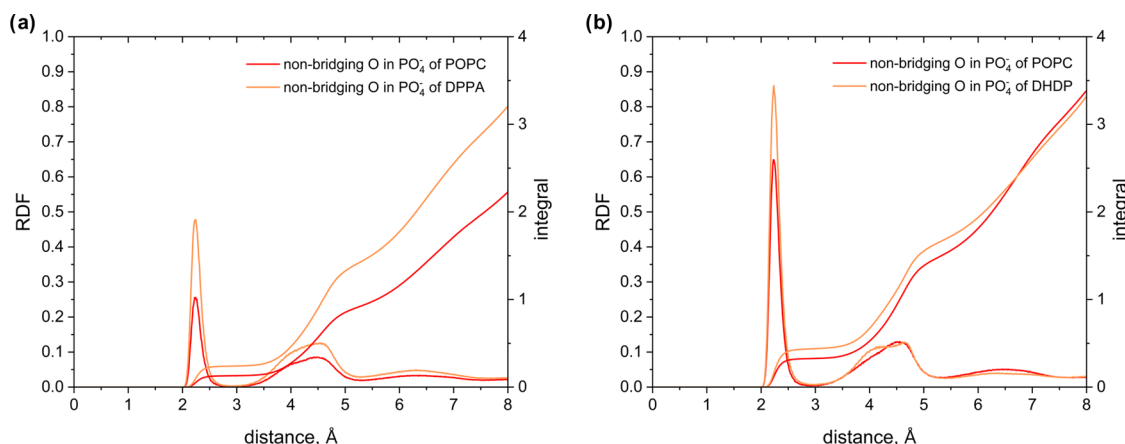 (a)
non-bridging O in PO₄⁻ of POPC
non-bridging O in PO₄⁻ of DPPA
RDF
1.0
0.9
0.8
0.7
0.6
0.5
0.4
0.3
0.2
0.1
0.0
0 1 2 3 4 5 6 7 8
distance, Å
4
3
2
1
0
integral
(b)
non-bridging O in PO₄⁻ of POPC
non-bridging O in PO₄⁻ of DHDP
RDF
1.0
0.9
0.8
0.7
0.6
0.5
0.4
0.3
0.2
0.1
0.0
0 1 2 3 4 5 6 7 8
distance, Å
4
3
2
1
0
integral